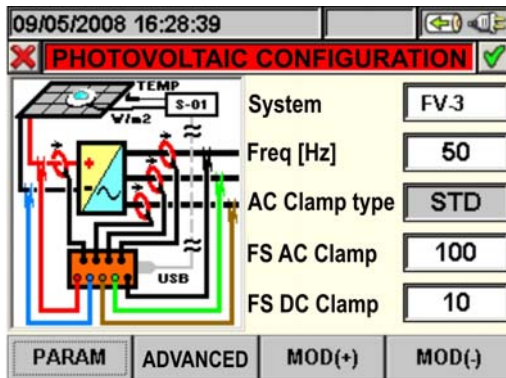 09/05/2008 16:28:39
PHOTOVOLTAIC CONFIGURATION
TEMP
S-01
W/m2
+
-
USB
System FV-3
Freq [Hz] 50
AC Clamp type STD
FS AC Clamp 100
FS DC Clamp 10
PARAM ADVANCED MOD(+) MOD(-)